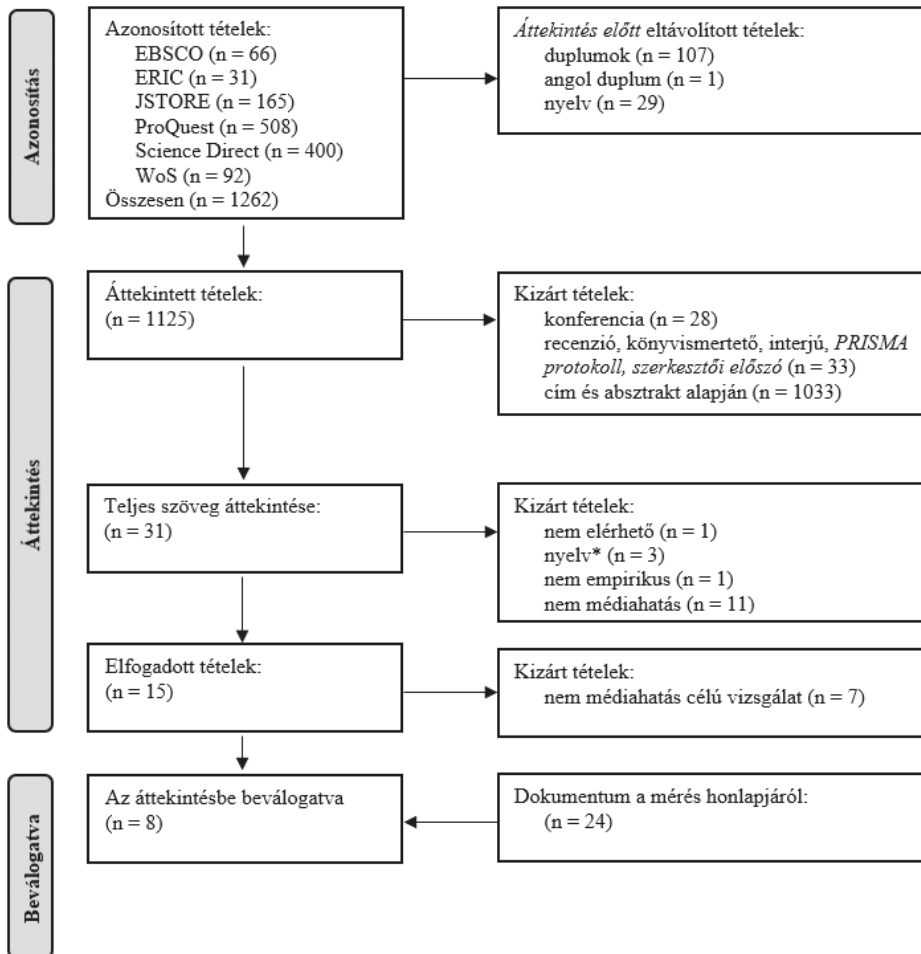 Azonosítás
Azonosított tételek:
EBSCO (n = 66)
ERIC (n = 31)
JSTORE (n = 165)
ProQuest (n = 508)
Science Direct (n = 400)
WoS (n = 92)
Összesen (n = 1262)
Áttekintés előtt eltávolított tételek:
duplumok (n = 107)
angol duplum (n = 1)
nyelv (n = 29)
Áttekintés
Áttekintett tételek:
(n = 1125)
Kizárt tételek:
konferencia (n = 28)
recenzió, könyvismertető, interjú, PRISMA
protokoll, szerkesztői előszó (n = 33)
cím és absztrakt alapján (n = 1033)
Teljes szöveg áttekintése:
(n = 31)
Kizárt tételek:
nem elérhető (n = 1)
nyelv* (n = 3)
nem empirikus (n = 1)
nem médiahatás (n = 11)
Elfogadott tételek:
(n = 15)
Kizárt tételek:
nem médiahatás célú vizsgálat (n = 7)
Beválogatva
Az áttekintésbe beválogatva
(n = 8)
Dokumentum a mérés honlapjáról:
(n = 24)